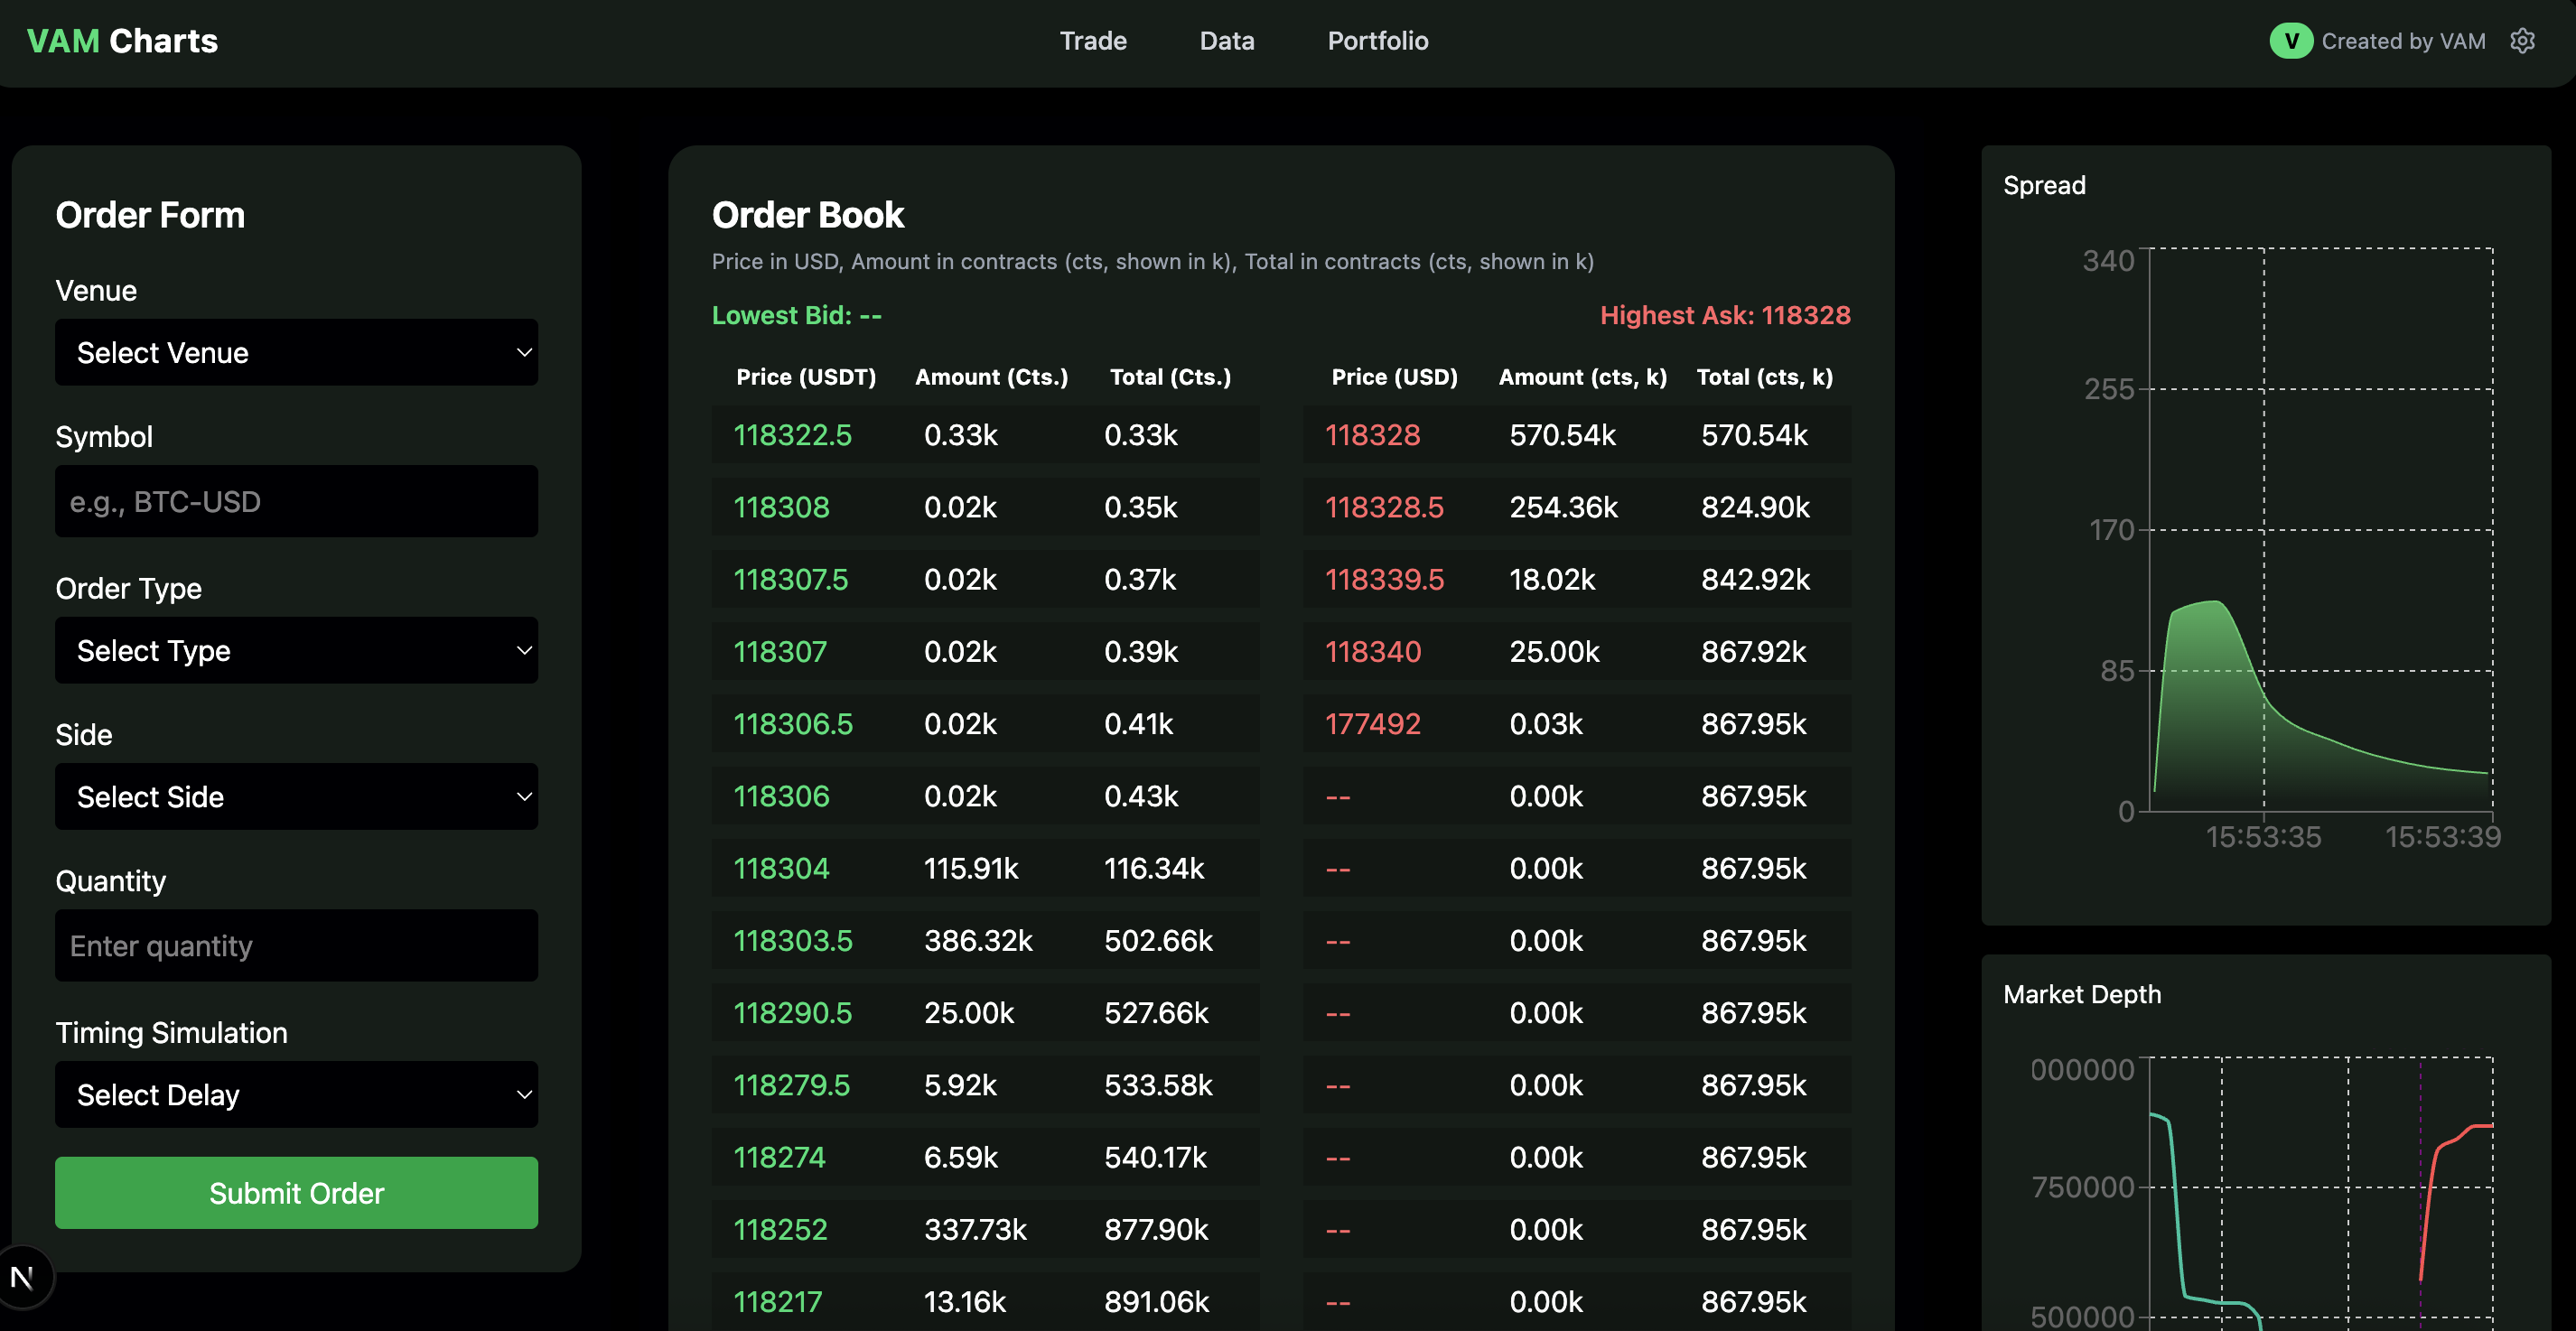 VAM Charts
Trade Data Portfolio
V Created by VAM
Order Form
Venue
Select Venue
Symbol
e.g., BTC-USD
Order Type
Select Type
Side
Select Side
Quantity
Enter quantity
Timing Simulation
Select Delay
Submit Order
N
Order Book
Price in USD, Amount in contracts (cts, shown in k), Total in contracts (cts, shown in k)
Lowest Bid: --
Highest Ask: 118328
Price (USDT) Amount (Cts.) Total (Cts.)
118322.5 0.33k 0.33k
118308 0.02k 0.35k
118307.5 0.02k 0.37k
118307 0.02k 0.39k
118306.5 0.02k 0.41k
118306 0.02k 0.43k
118304 115.91k 116.34k
118303.5 386.32k 502.66k
118290.5 25.00k 527.66k
118279.5 5.92k 533.58k
118274 6.59k 540.17k
118252 337.73k 877.90k
118217 13.16k 891.06k
Price (USD) Amount (cts, k) Total (cts, k)
118328 570.54k 570.54k
118328.5 254.36k 824.90k
118339.5 18.02k 842.92k
118340 25.00k 867.92k
177492 0.03k 867.95k
-- 0.00k 867.95k
-- 0.00k 867.95k
-- 0.00k 867.95k
-- 0.00k 867.95k
-- 0.00k 867.95k
-- 0.00k 867.95k
-- 0.00k 867.95k
-- 0.00k 867.95k
Spread
340
255
170
85
0
15:53:35 15:53:39
Market Depth
000000
750000
500000